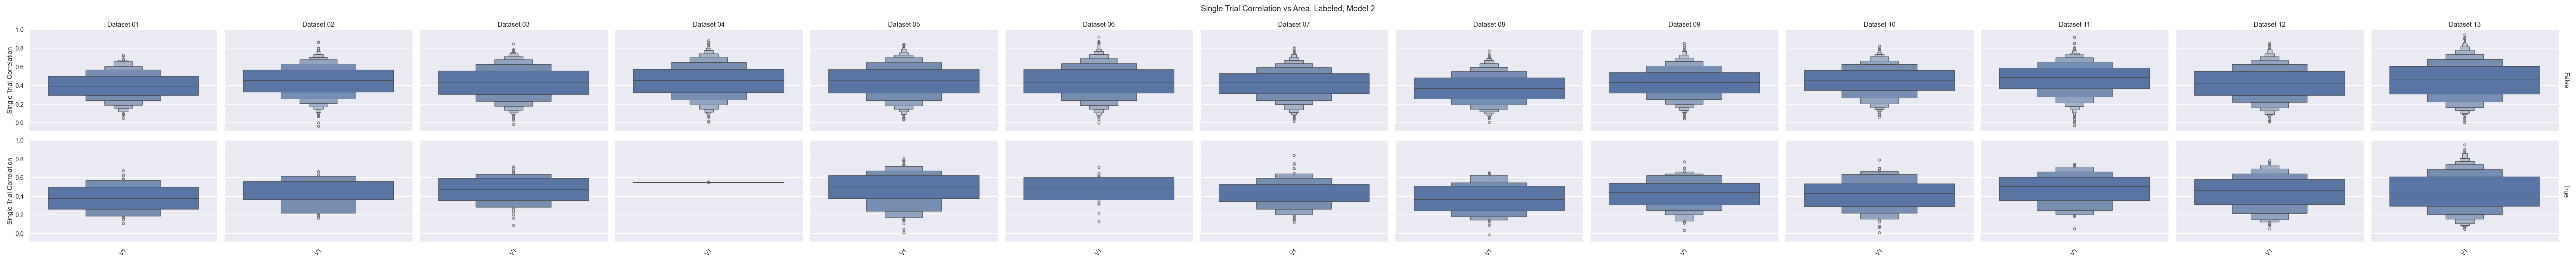 Single Trial Correlation vs Area, Labeled, Model 2
Dataset 01 Dataset 02 Dataset 03 Dataset 04 Dataset 05 Dataset 06 Dataset 07 Dataset 08 Dataset 09 Dataset 10 Dataset 11 Dataset 12 Dataset 13
Single Trial Correlation
1.0
0.8
0.6
0.4
0.2
0.0
False
Single Trial Correlation
1.0
0.8
0.6
0.4
0.2
0.0
True
V1 V1 V1 V1 V1 V1 V1 V1 V1 V1 V1 V1 V1